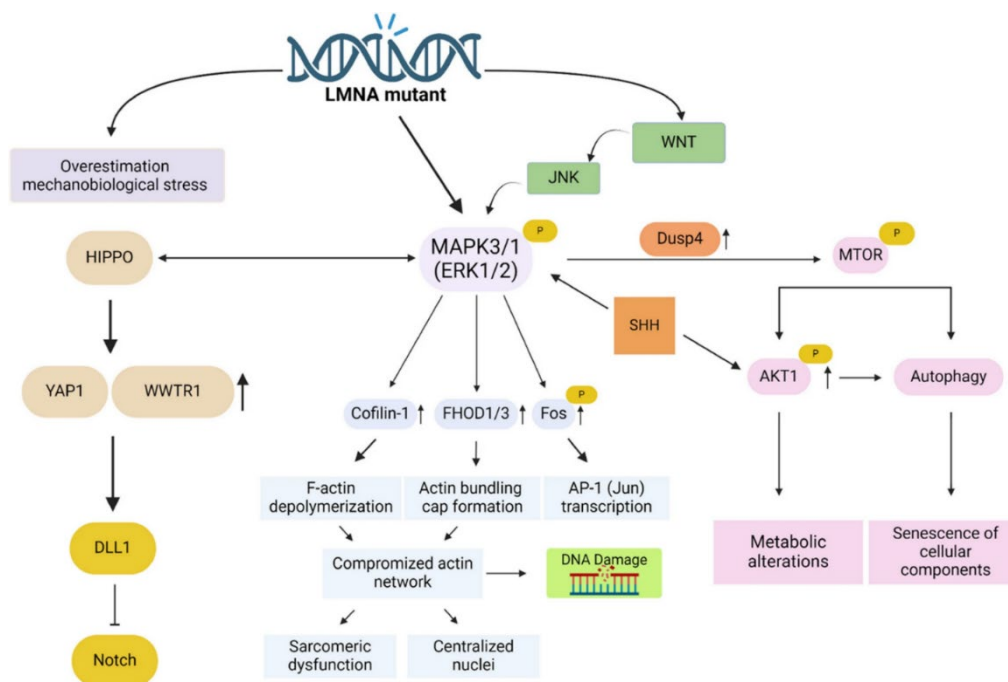 LMNA mutant
WNT
Overestimation
mechanobiological stress
JNK
HIPPO
MAPK3/1
(ERK1/2)
P
Dusp4
MTOR
P
SHH
YAP1
WWTR1
AKT1
P
Autophagy
Cofilin-1
FHOD1/3
Fos
P
F-actin
depolymerization
Actin bundling
cap formation
AP-1 (Jun)
transcription
DLL1
Compromized actin
network
DNA Damage
Metabolic
alterations
Senescence of
cellular
components
Notch
Sarcomeric
dysfunction
Centralized
nuclei